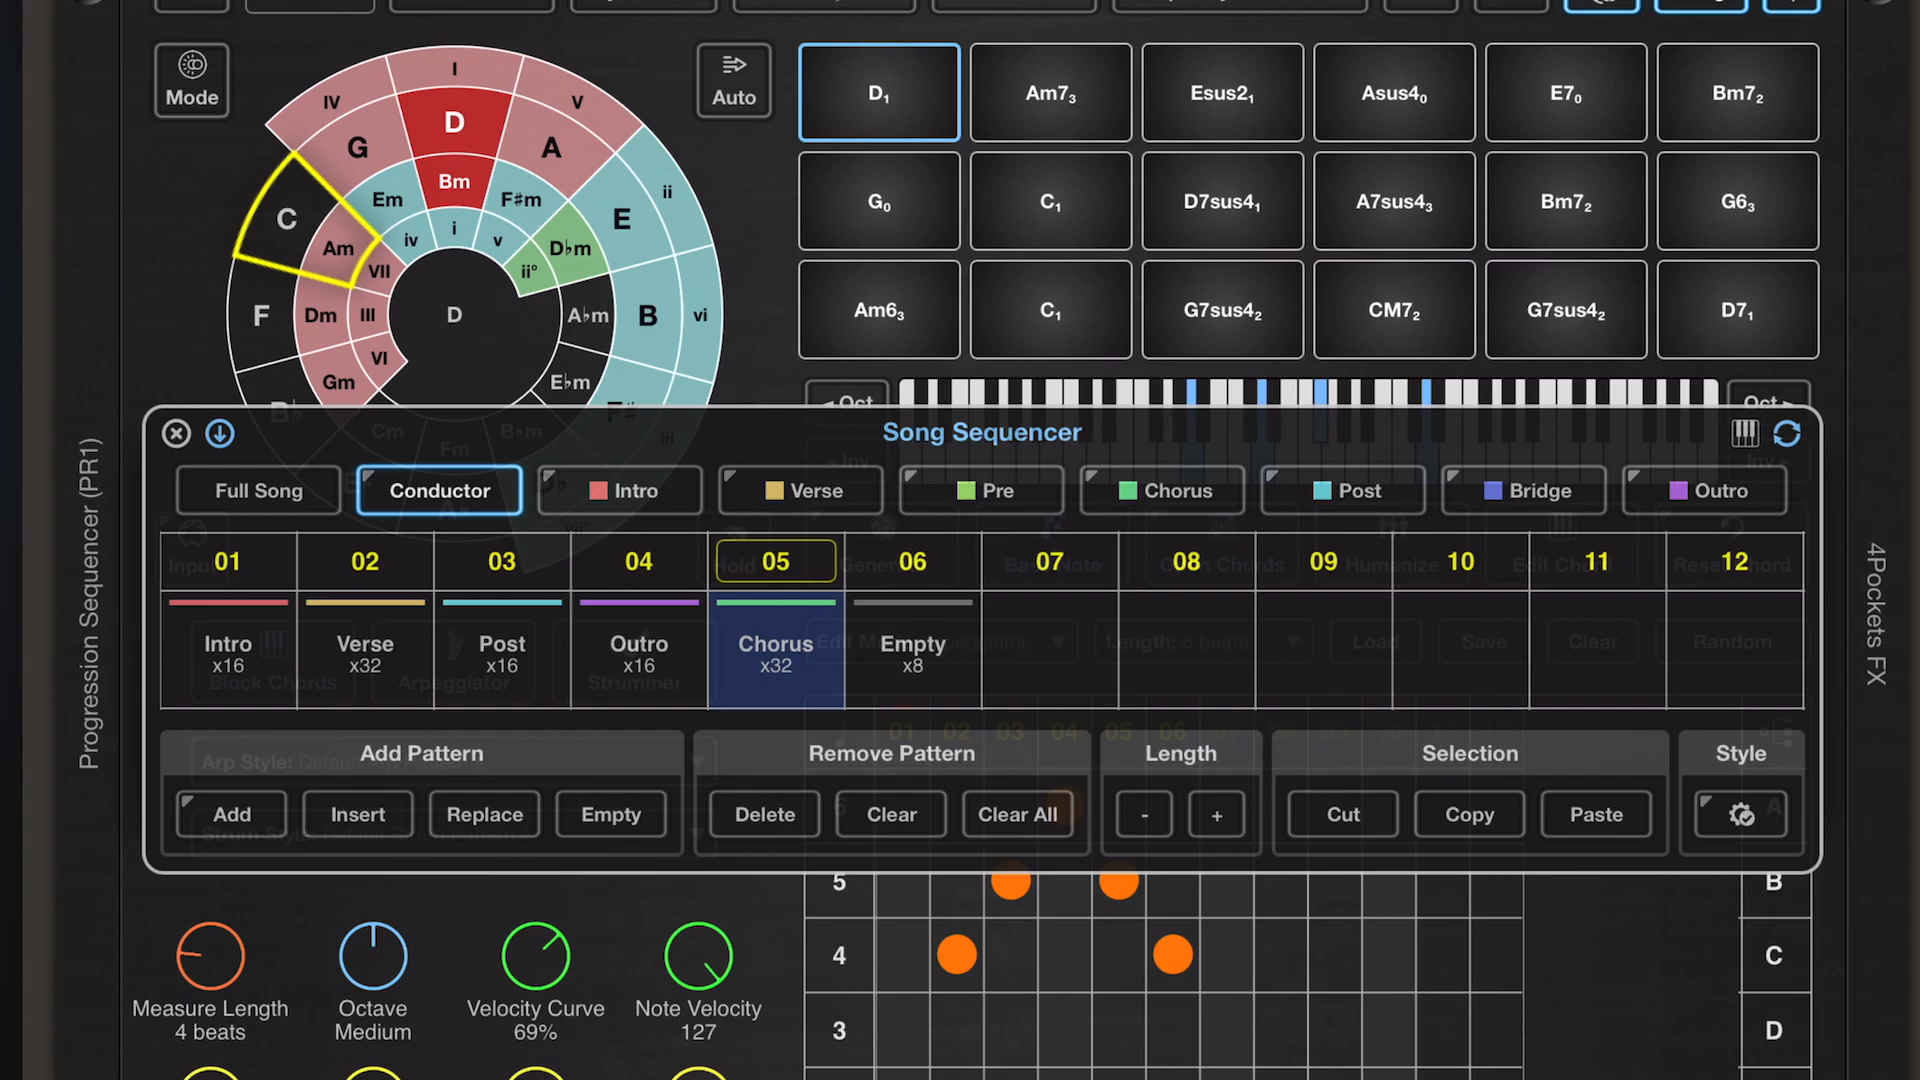 Mode
Auto
I
IV
V
D
G
A
Bm
Em
F#m
ii
C
E
iv
i
v
Am
D♭m
VII
ii°
F
Dm
III
D
A♭m
B
vi
VI
Gm
E♭m
D₁
Am7₃
Esus2₁
Asus4₀
E7₀
Bm7₂
G₀
C₁
D7sus4₁
A7sus4₃
Bm7₂
G6₃
Am6₃
C₁
G7sus4₂
CM7₂
G7sus4₂
D7₁
Progression Sequencer (PR1)
4Pockets FX
Song Sequencer
Full Song
Conductor
Intro
Verse
Pre
Chorus
Post
Bridge
Outro
01 02 03 04 05 06 07 08 09 10 11 12
Intro Verse Post Outro Chorus Empty
x16 x32 x16 x16 x32 x8
Add Pattern
Remove Pattern
Length
Selection
Style
Add Insert Replace Empty
Delete Clear Clear All
- +
Cut Copy Paste
5
B
4
C
3
D
Measure Length
4 beats
Octave
Medium
Velocity Curve
69%
Note Velocity
127